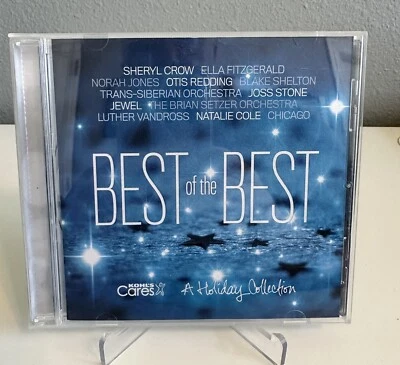 SHERYL CROW ELLA FITZGERALD
NORAH JONES OTIS REDDING BLAKE SHELTON
TRANS-SIBERIAN ORCHESTRA JOSS STONE
JEWEL THE BRIAN SETZER ORCHESTRA
LUTHER VANDROSS NATALIE COLE CHICAGO
BEST of the BEST
KOHL'S
Cares
A Holiday Collection